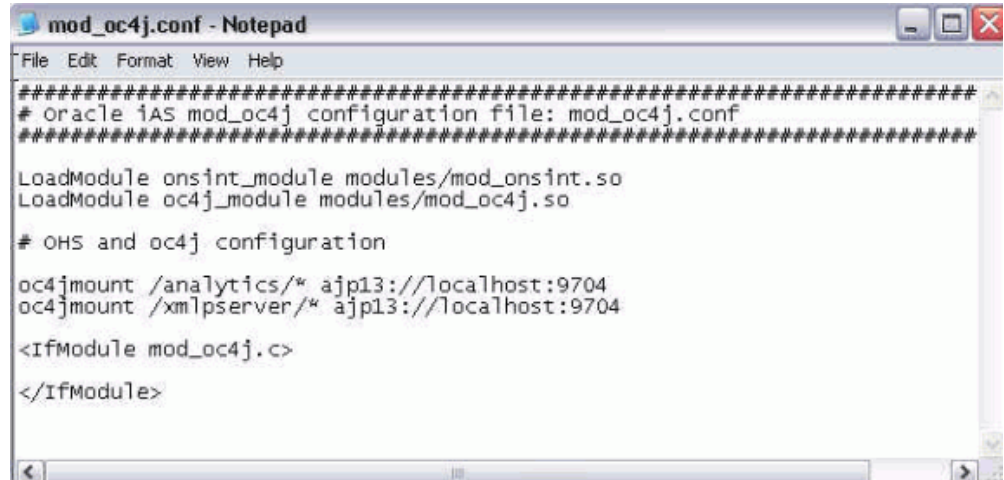 mod_oc4j.conf - Notepad
File Edit Format View Help
##########################################################################
# Oracle iAS mod_oc4j configuration file: mod_oc4j.conf
##########################################################################
LoadModule onsint_module modules/mod_onsint.so
LoadModule oc4j_module modules/mod_oc4j.so
# OHS and oc4j configuration
oc4jmount /analytics/* ajp13://localhost:9704
oc4jmount /xmlpserver/* ajp13://localhost:9704
<IfModule mod_oc4j.c>
</IfModule>